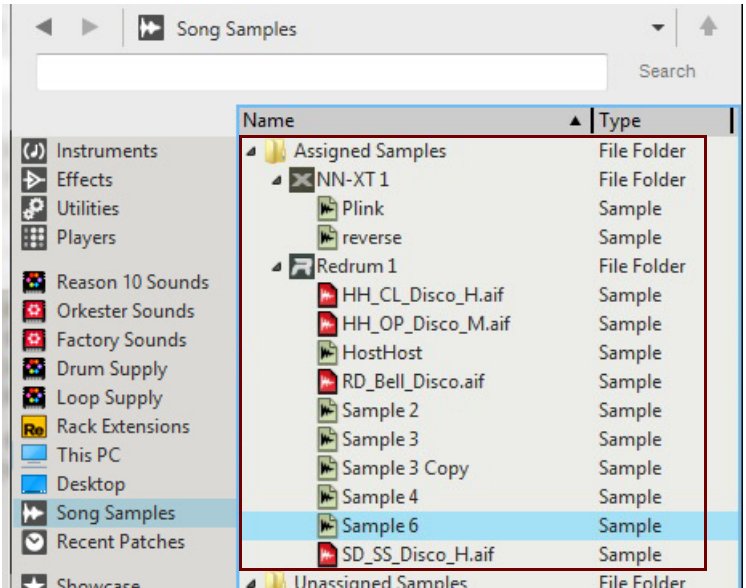 Song Samples
Search
Name Type
Instruments
Effects
Utilities
Players
Reason 10 Sounds
Orkester Sounds
Factory Sounds
Drum Supply
Loop Supply
Re Rack Extensions
This PC
Desktop
Song Samples
Recent Patches
Showcase
Assigned Samples File Folder
NN-XT 1 File Folder
Plink Sample
reverse Sample
Redrum 1 File Folder
HH_CL_Disco_H.aif Sample
HH_OP_Disco_M.aif Sample
HostHost Sample
RD_Bell_Disco.aif Sample
Sample 2 Sample
Sample 3 Sample
Sample 3 Copy Sample
Sample 4 Sample
Sample 6 Sample
SD_SS_Disco_H.aif Sample
Unassigned Samples File Folder